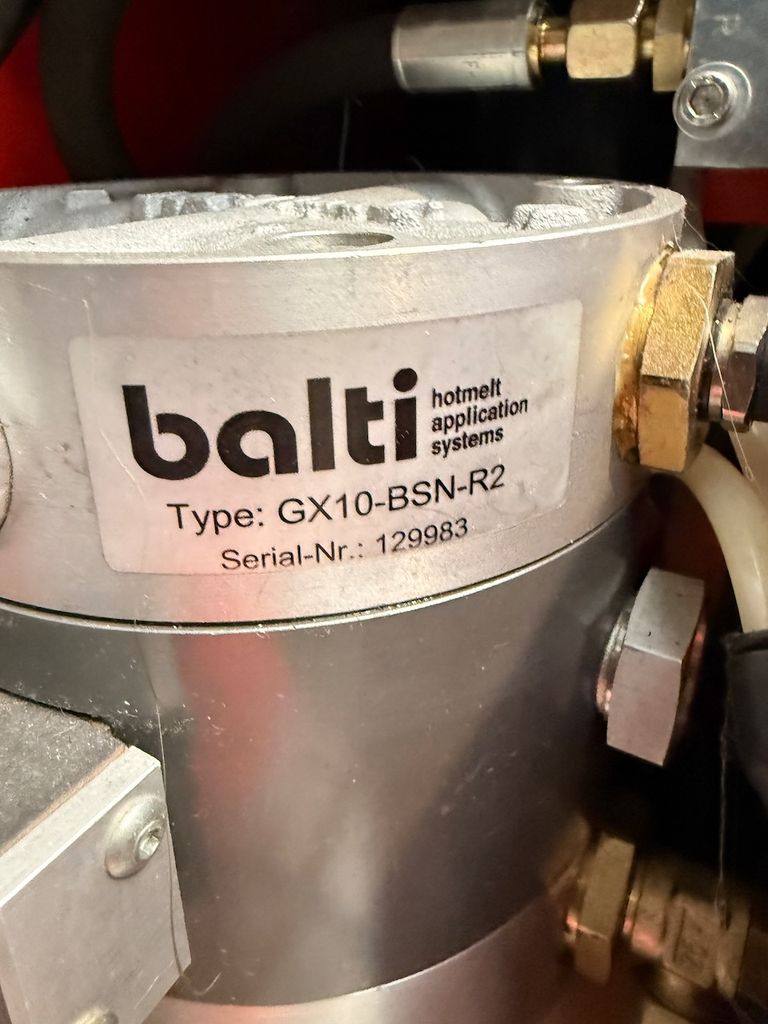 balti
hotmelt
application
systems
Type: GX10-BSN-R2
Serial-Nr.: 129983
P